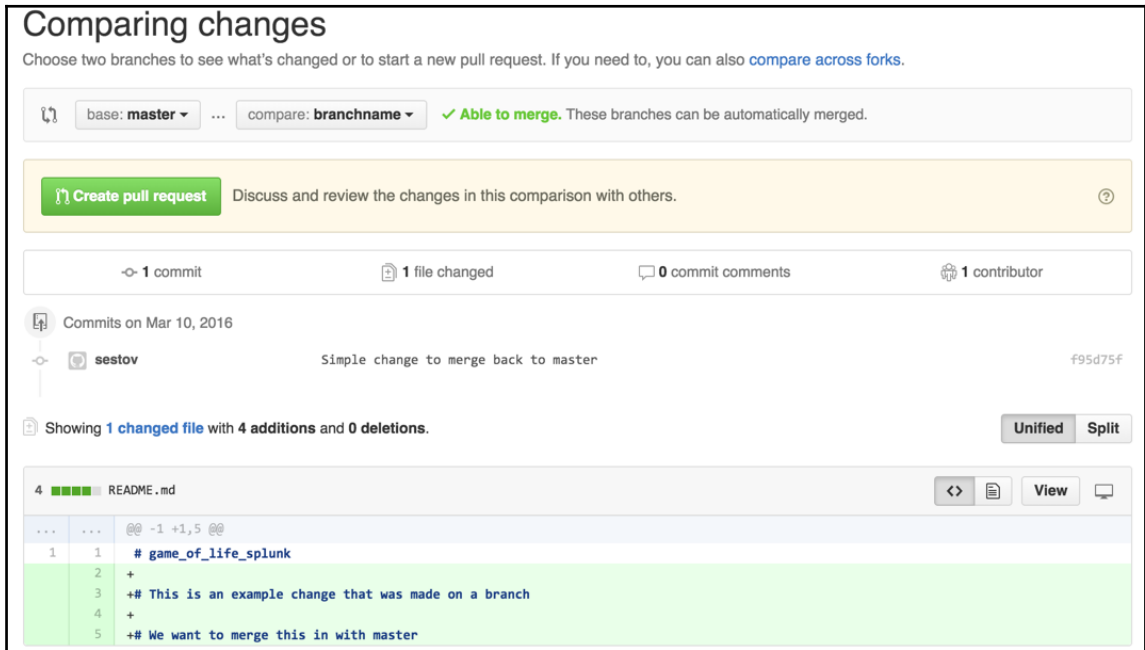 Comparing changes
Choose two branches to see what's changed or to start a new pull request. If you need to, you can also compare across forks.
base: master ... compare: branchname ✓ Able to merge. These branches can be automatically merged.
Create pull request Discuss and review the changes in this comparison with others.
1 commit 1 file changed 0 commit comments 1 contributor
Commits on Mar 10, 2016
sestov Simple change to merge back to master f95d75f
Showing 1 changed file with 4 additions and 0 deletions. Unified Split
4 README.md <> View
... ... @@ -1 +1,5 @@
1 1 # game_of_life_splunk
2 +
3 +# This is an example change that was made on a branch
4 +
5 +# We want to merge this in with master